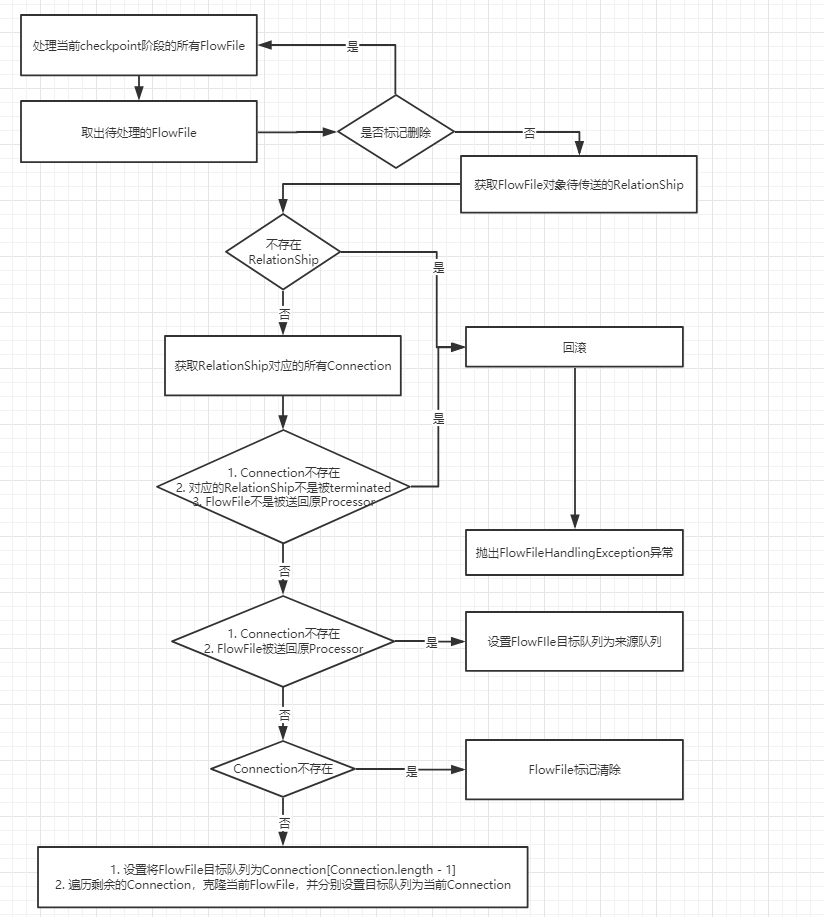 处理当前checkpoint阶段的所有FlowFile
是
取出待处理的FlowFile
是否标记删除
否
获取FlowFile对象待传送的RelationShip
不存在
RelationShip
是
否
回滚
获取RelationShip对应的所有Connection
是
1. Connection不存在
2. 对应的RelationShip不是被terminated
3. FlowFile不是被送回原Processor
抛出FlowFileHandlingException异常
否
1. Connection不存在
2. FlowFile被送回原Processor
是
设置FlowFIle目标队列为来源队列
否
Connection不存在
是
FlowFile标记清除
否
1. 设置将FlowFile目标队列为Connection[Connection.length - 1]
2. 遍历剩余的Connection，克隆当前FlowFile，并分别设置目标队列为当前Connection